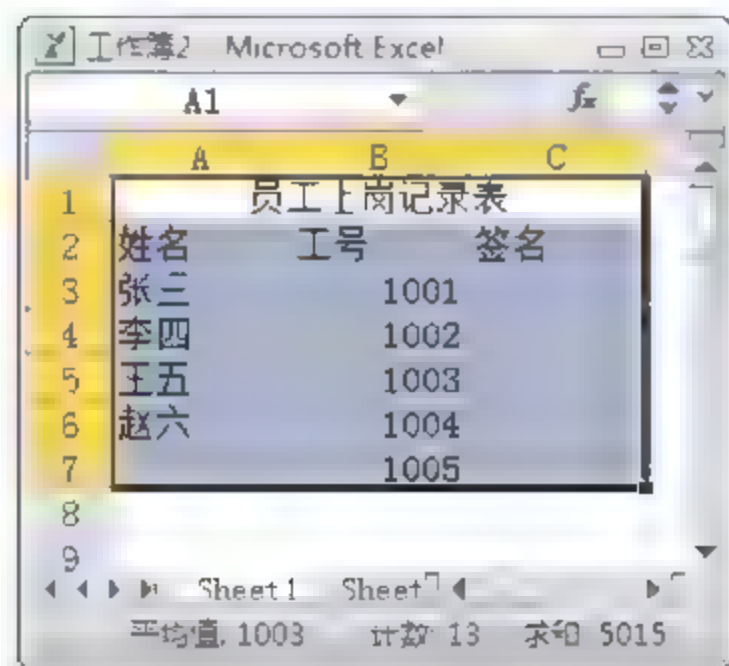 工作簿2 Microsoft Excel
A1 fx
A B C
1 员工上岗记录表
2 姓名 工号 签名
3 张三 1001
4 李四 1002
5 王五 1003
6 赵六 1004
7 1005
8
9
Sheet1 Sheet
平均值: 1003 计数: 13 求和: 5015